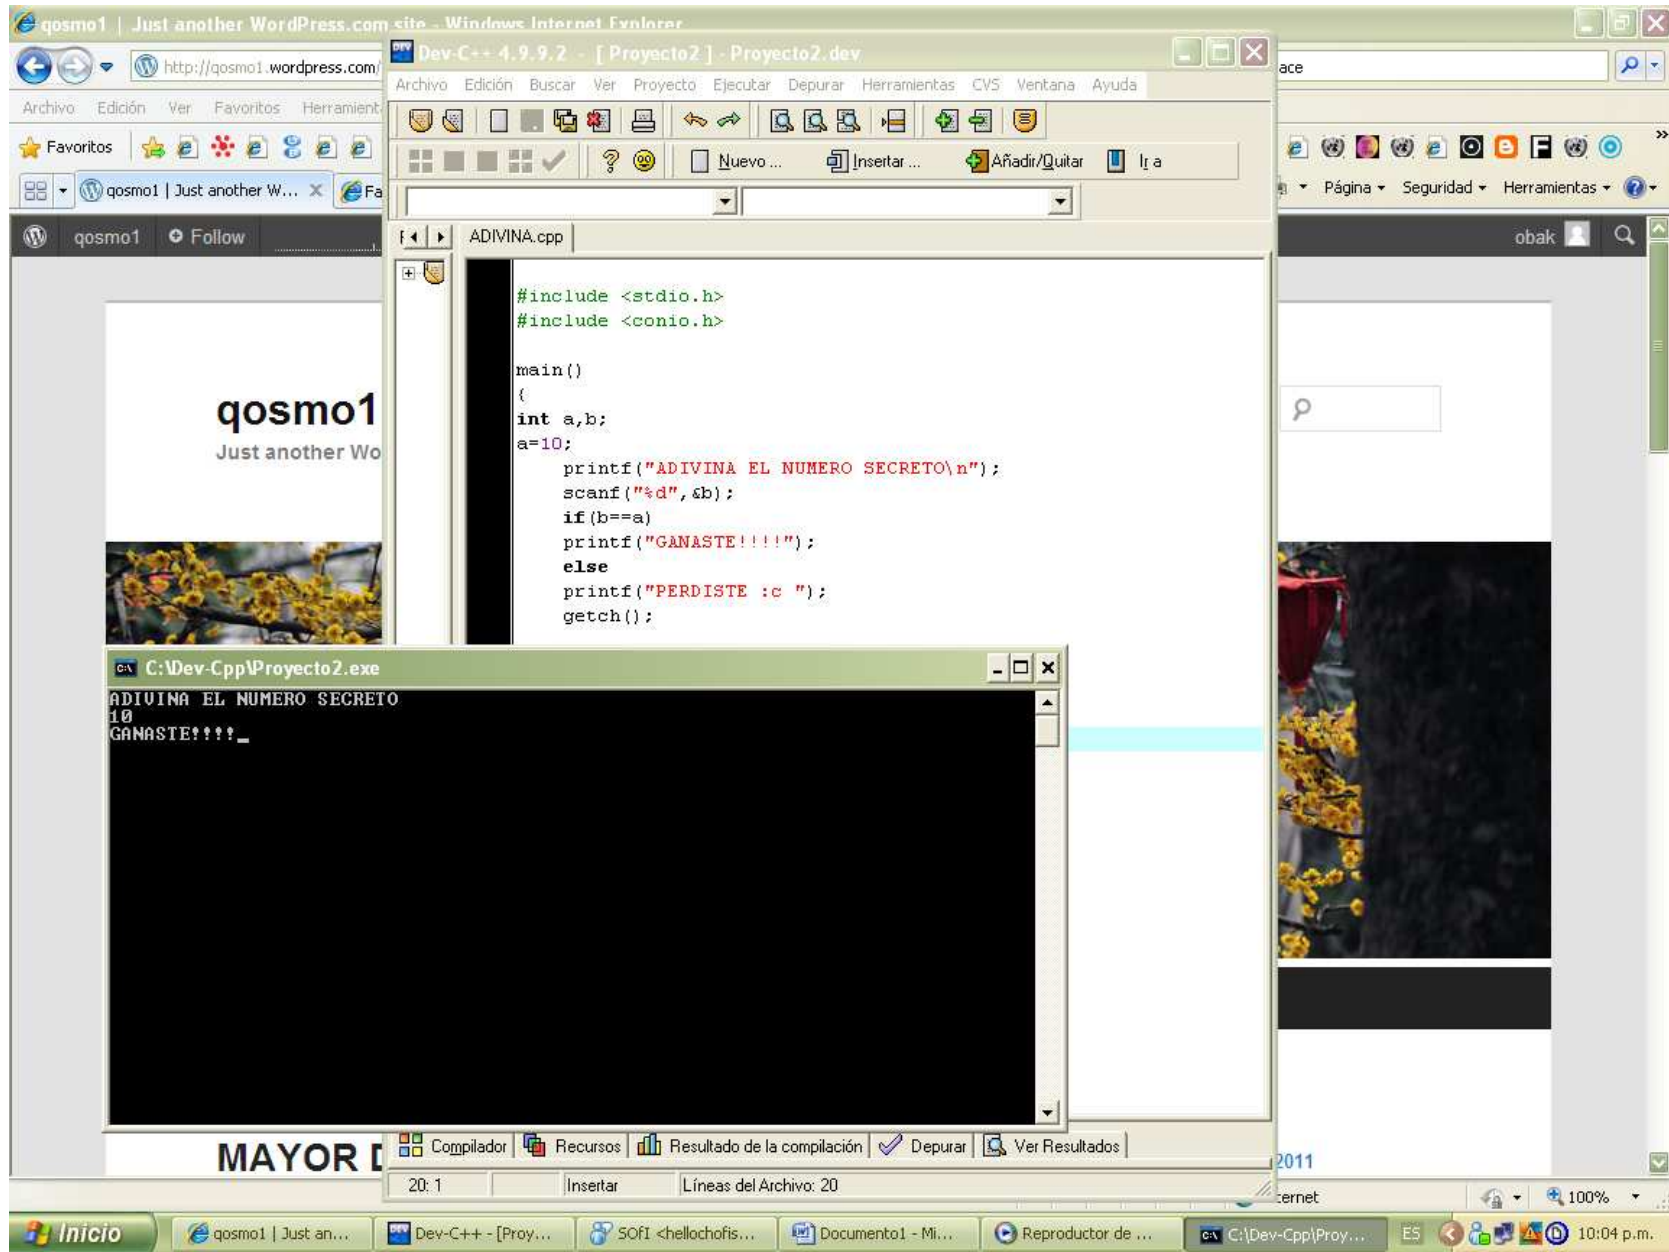 qosmo1 | Just another WordPress.com site - Windows Internet Explorer
Dev-C++ 4.9.9.2 - [ Proyecto2 ] - Proyecto2.dev
http://qosmo1.wordpress.com/
ace
Archivo Edición Ver Favoritos Herramient
Archivo Edición Buscar Ver Proyecto Ejecutar Depurar Herramientas CVS Ventana Ayuda
Favoritos
Nuevo ... Insertar ... Añadir/Quitar Ir a
qosmo1 | Just another W... Fa
Página Seguridad Herramientas
qosmo1 Follow
obak
ADIVINA.cpp
#include <stdio.h>
#include <conio.h>
main()
{
int a,b;
a=10;
printf("ADIVINA EL NUMERO SECRETO\n");
scanf("%d",&b);
if(b==a)
printf("GANASTE!!!!");
else
printf("PERDISTE :c ");
getch();
qosmo1
Just another Wo
C:\Dev-Cpp\Proyecto2.exe
ADIVINA EL NUMERO SECRETO
10
GANASTE!!!!_
MAYOR D
2011
Compilador Recursos Resultado de la compilación Depurar Ver Resultados
20: 1 Insertar Líneas del Archivo: 20
ternet 100%
Inicio qosmo1 | Just an... Dev-C++ - [Proy... SOfI <hellochofis... Documento1 - Mi... Reproductor de ... C:\Dev-Cpp\Proy... ES 10:04 p.m.